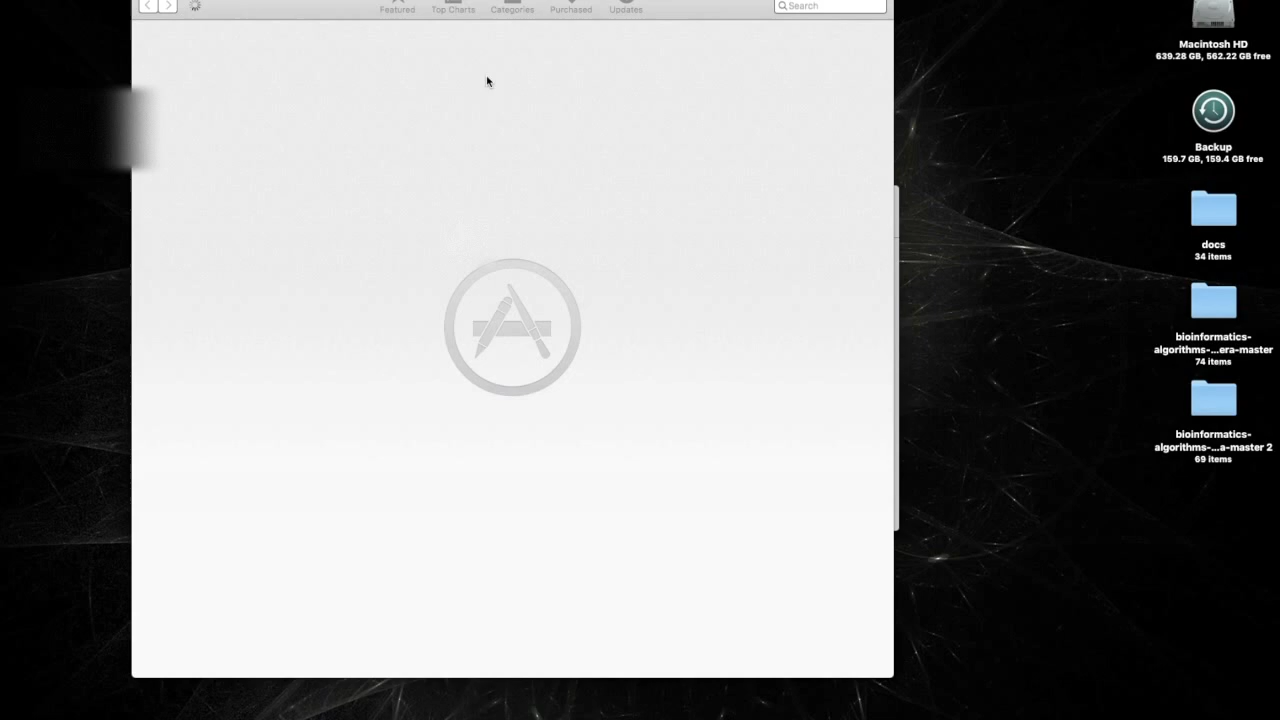 Featured
Top Charts
Categories
Purchased
Updates
Search
Macintosh HD
639.28 GB, 562.22 GB free
Backup
159.7 GB, 159.4 GB free
docs
34 items
bioinformatics-
algorithms-...era-master
74 items
bioinformatics-
algorithms-...a-master 2
69 items